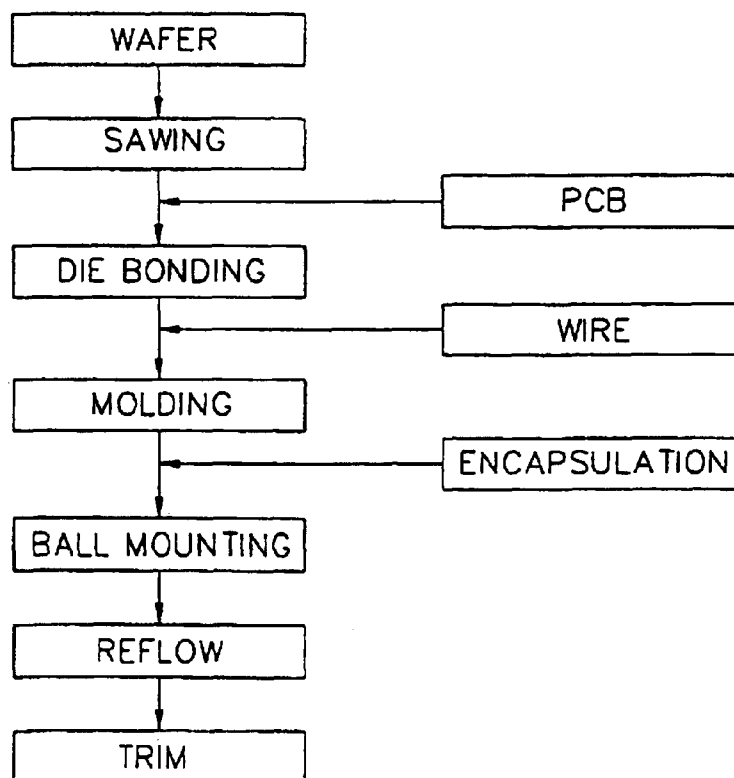 WAFER
SAWING
PCB
DIE BONDING
WIRE
MOLDING
ENCAPSULATION
BALL MOUNTING
REFLOW
TRIM